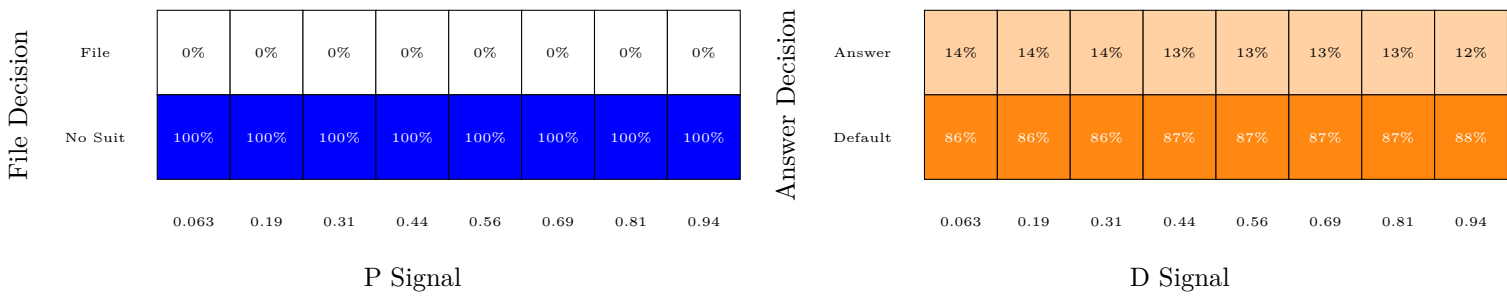 File Decision
File 0% 0% 0% 0% 0% 0% 0% 0%
No Suit 100% 100% 100% 100% 100% 100% 100% 100%
0.063 0.19 0.31 0.44 0.56 0.69 0.81 0.94
P Signal
Answer Decision
Answer 14% 14% 14% 13% 13% 13% 13% 12%
Default 86% 86% 86% 87% 87% 87% 87% 88%
0.063 0.19 0.31 0.44 0.56 0.69 0.81 0.94
D Signal